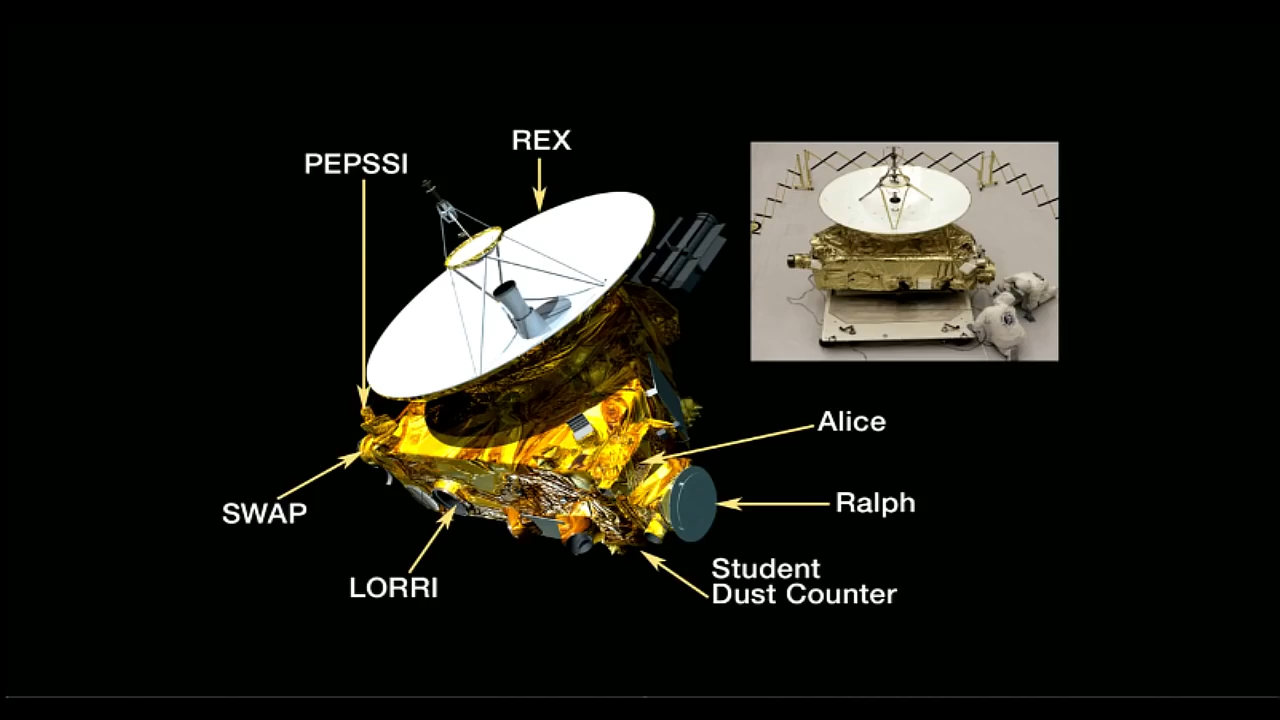 REX
PEPSSI
Alice
Ralph
SWAP
Student
Dust Counter
LORRI